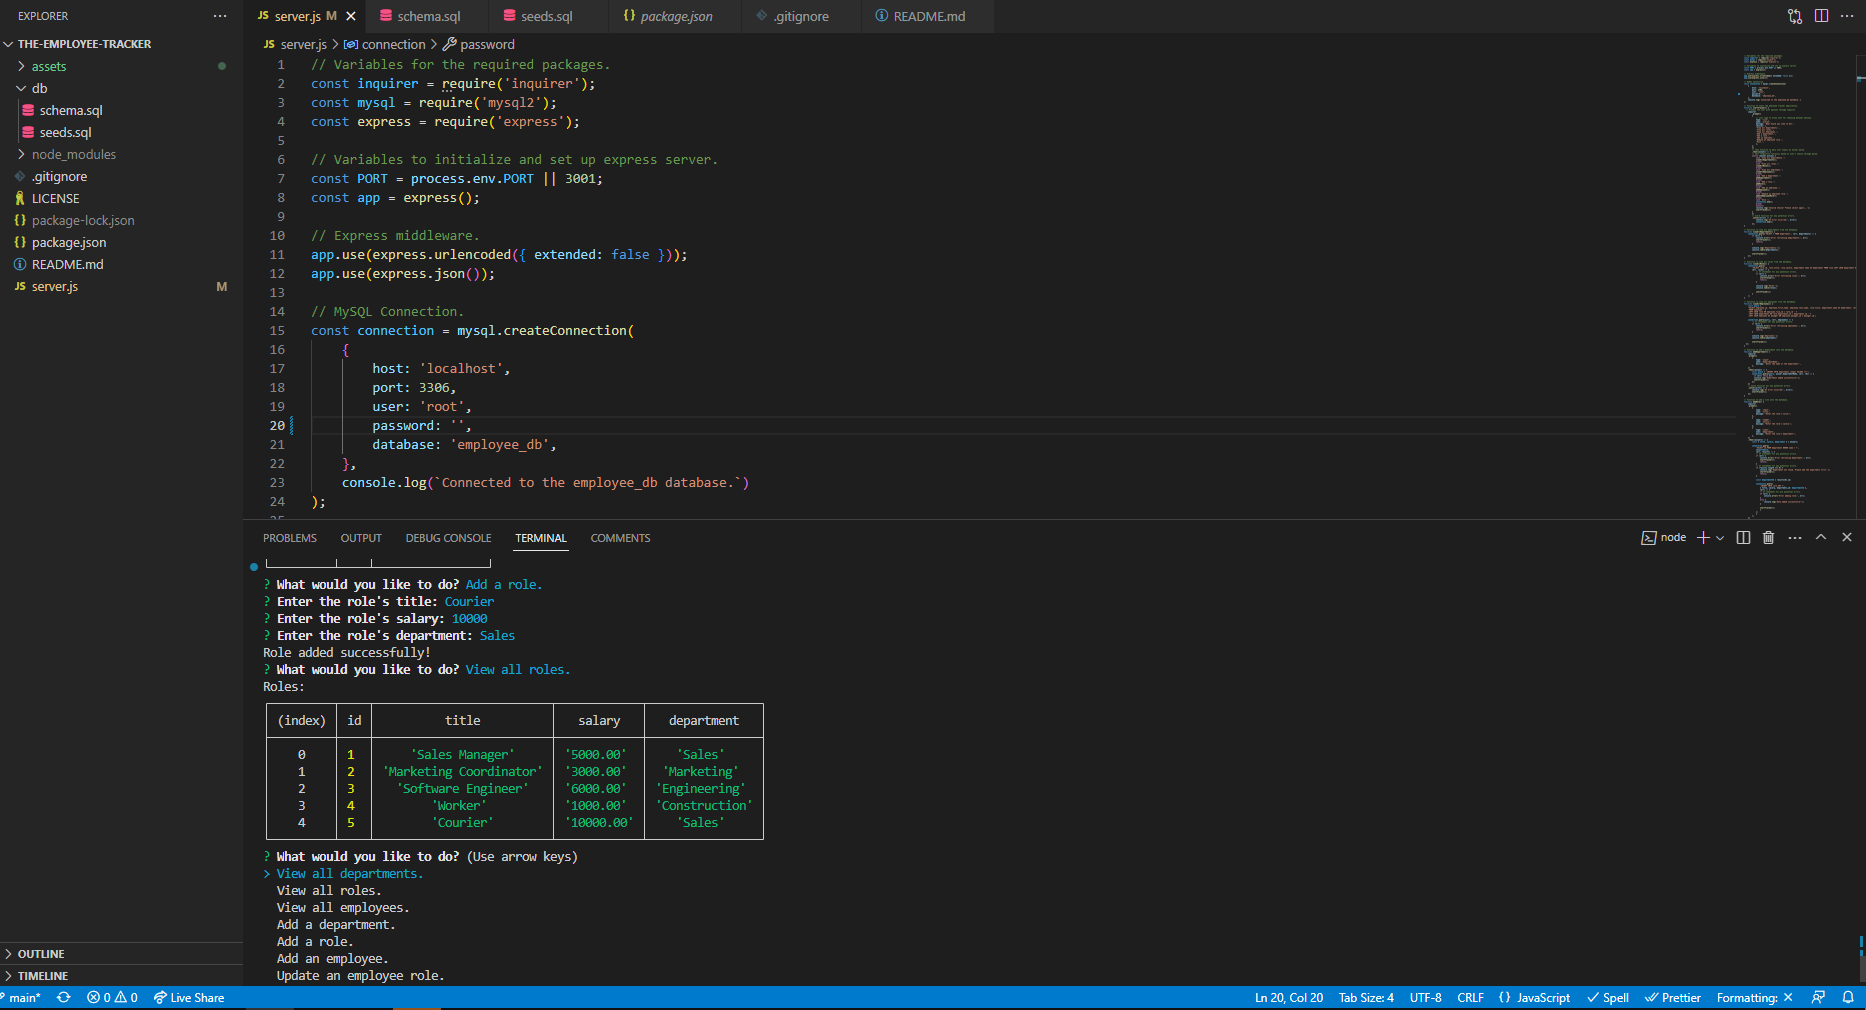 EXPLORER
THE-EMPLOYEE-TRACKER
assets
db
schema.sql
seeds.sql
node_modules
.gitignore
LICENSE
package-lock.json
package.json
README.md
server.js M
OUTLINE
TIMELINE
JS server.js M schema.sql seeds.sql {} package.json .gitignore README.md
JS server.js > connection > password
1 // Variables for the required packages.
2 const inquirer = require('inquirer');
3 const mysql = require('mysql2');
4 const express = require('express');
5
6 // Variables to initialize and set up express server.
7 const PORT = process.env.PORT || 3001;
8 const app = express();
9
10 // Express middleware.
11 app.use(express.urlencoded({ extended: false }));
12 app.use(express.json());
13
14 // MySQL Connection.
15 const connection = mysql.createConnection(
16 {
17 host: 'localhost',
18 port: 3306,
19 user: 'root',
20 password: '',
21 database: 'employee_db',
22 },
23 console.log(`Connected to the employee_db database.`)
24 );
25
PROBLEMS OUTPUT DEBUG CONSOLE TERMINAL COMMENTS node
? What would you like to do? Add a role.
? Enter the role's title: Courier
? Enter the role's salary: 10000
? Enter the role's department: Sales
Role added successfully!
? What would you like to do? View all roles.
Roles:
(index) id title salary department
0 1 'Sales Manager' '5000.00' 'Sales'
1 2 'Marketing Coordinator' '3000.00' 'Marketing'
2 3 'Software Engineer' '6000.00' 'Engineering'
3 4 'Worker' '1000.00' 'Construction'
4 5 'Courier' '10000.00' 'Sales'
? What would you like to do? (Use arrow keys)
> View all departments.
View all roles.
View all employees.
Add a department.
Add a role.
Add an employee.
Update an employee role.
main* 0 0 Live Share Ln 20, Col 20 Tab Size: 4 UTF-8 CRLF {} JavaScript Spell Prettier Formatting: ×